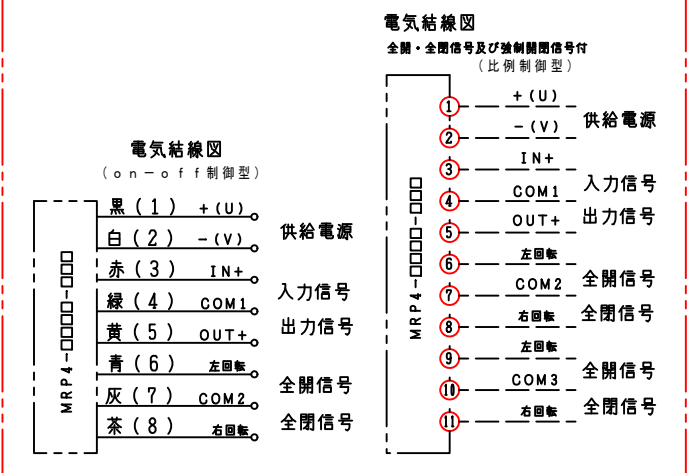 電気結線図
(on-off制御型)
黒(1) +(U)
供給電源
白(2) -(V)
赤(3) IN+
入力信号
緑(4) COM1
出力信号
黄(5) OUT+
青(6) 左回転
全開信号
灰(7) COM2
全閉信号
茶(8) 右回転
MRP4-□□□□-□□□
電気結線図
全開・全閉信号及び強制開閉信号付
(比例制御型)
① +(U)
供給電源
② -(V)
③ IN+
入力信号
④ COM1
出力信号
⑤ OUT+
⑥ 左回転
全開信号
⑦ COM2
全閉信号
⑧ 右回転
⑨ 左回転
全開信号
⑩ COM3
全閉信号
⑪ 右回転
MRP4-□□□□-□□□